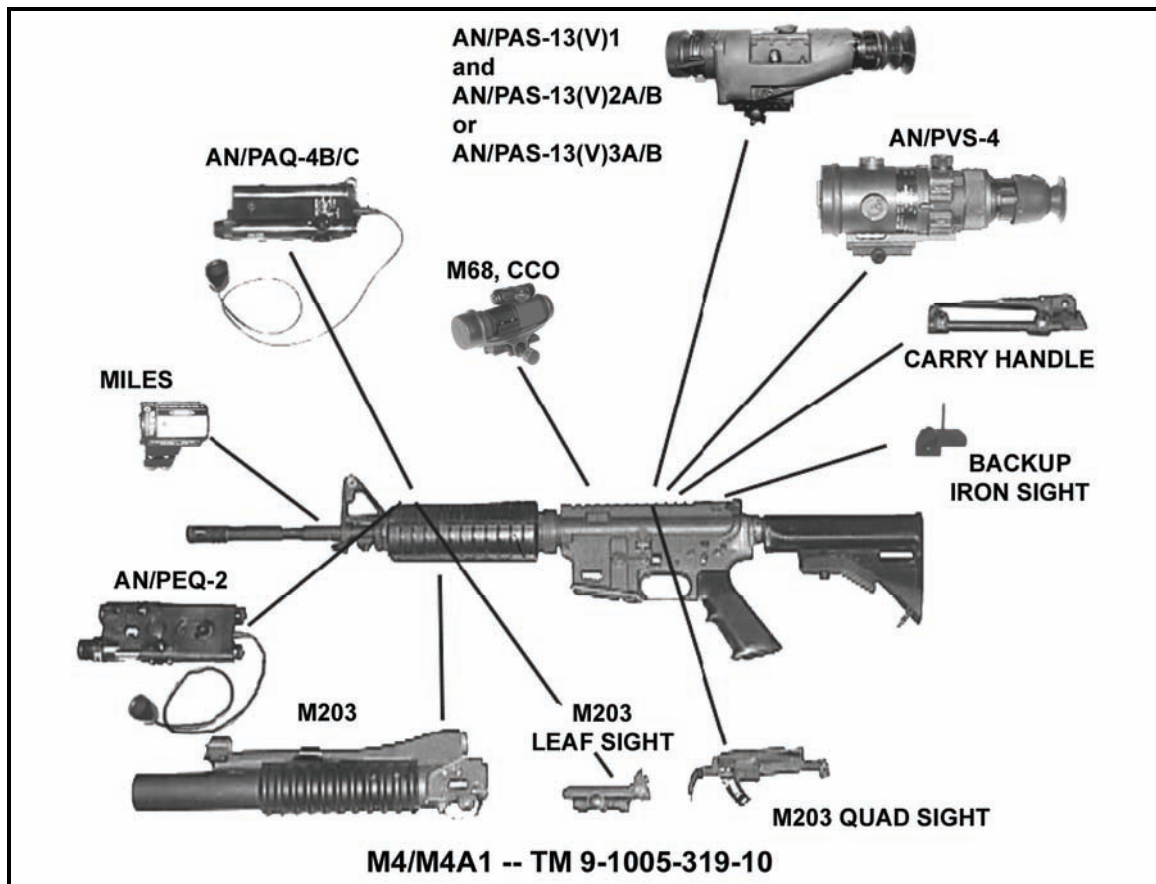 AN/PAS-13(V)1
and
AN/PAS-13(V)2A/B
or
AN/PAS-13(V)3A/B
AN/PVS-4
AN/PAQ-4B/C
M68, CCO
CARRY HANDLE
MILES
BACKUP
IRON SIGHT
AN/PEQ-2
M203
M203
LEAF SIGHT
M203 QUAD SIGHT
M4/M4A1 -- TM 9-1005-319-10